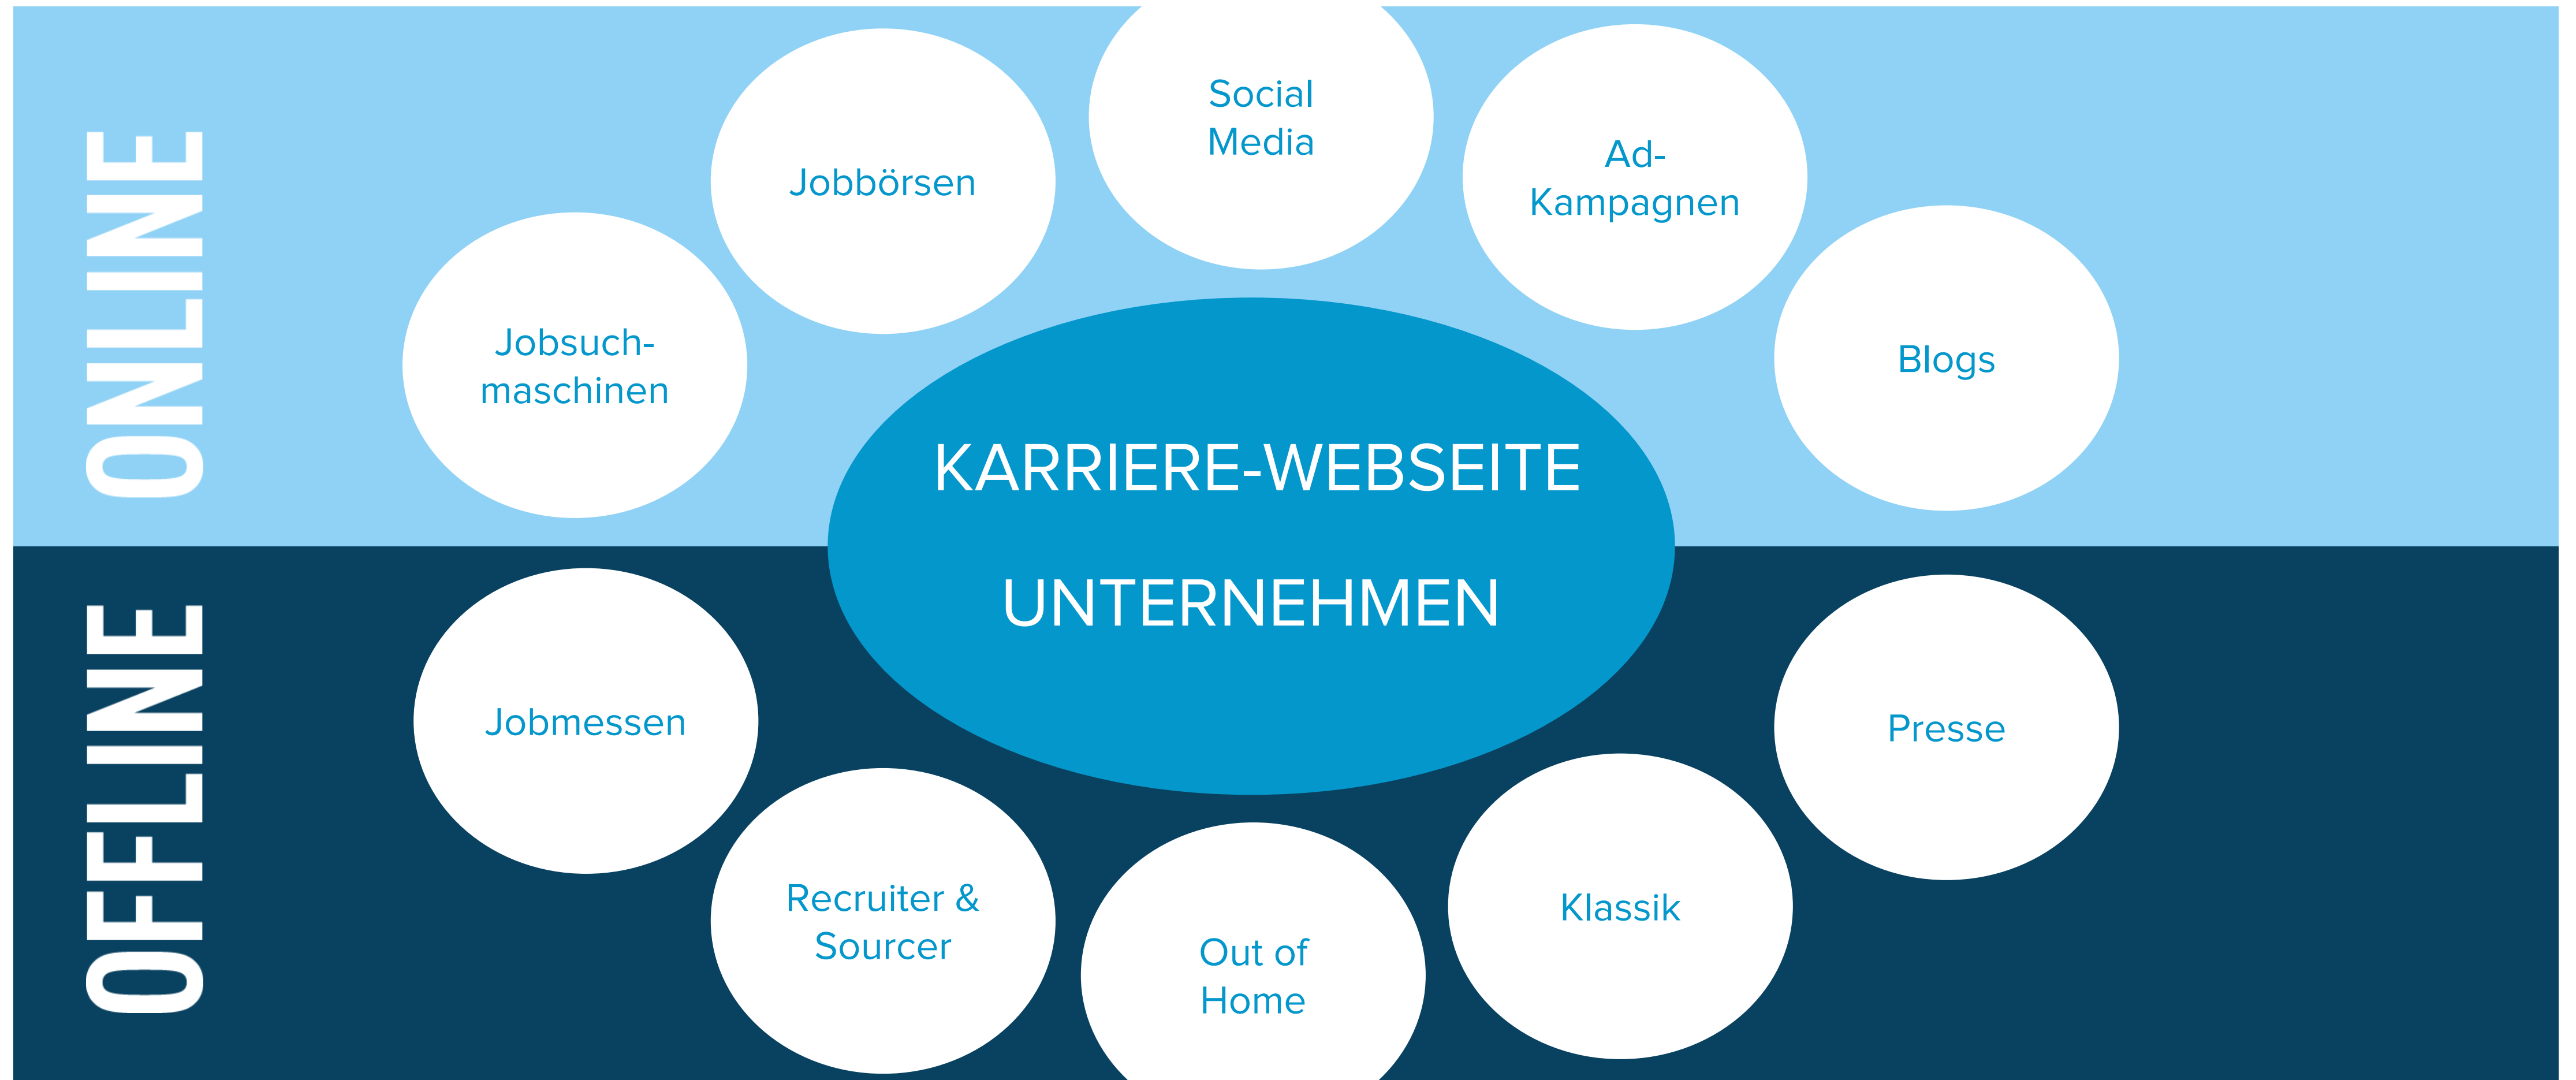 ONLINE
Jobsuch-
maschinen
Jobbörsen
Social
Media
Ad-
Kampagnen
Blogs
KARRIERE-WEBSEITE
UNTERNEHMEN
OFFLINE
Jobmessen
Recruiter &
Sourcer
Out of
Home
Klassik
Presse